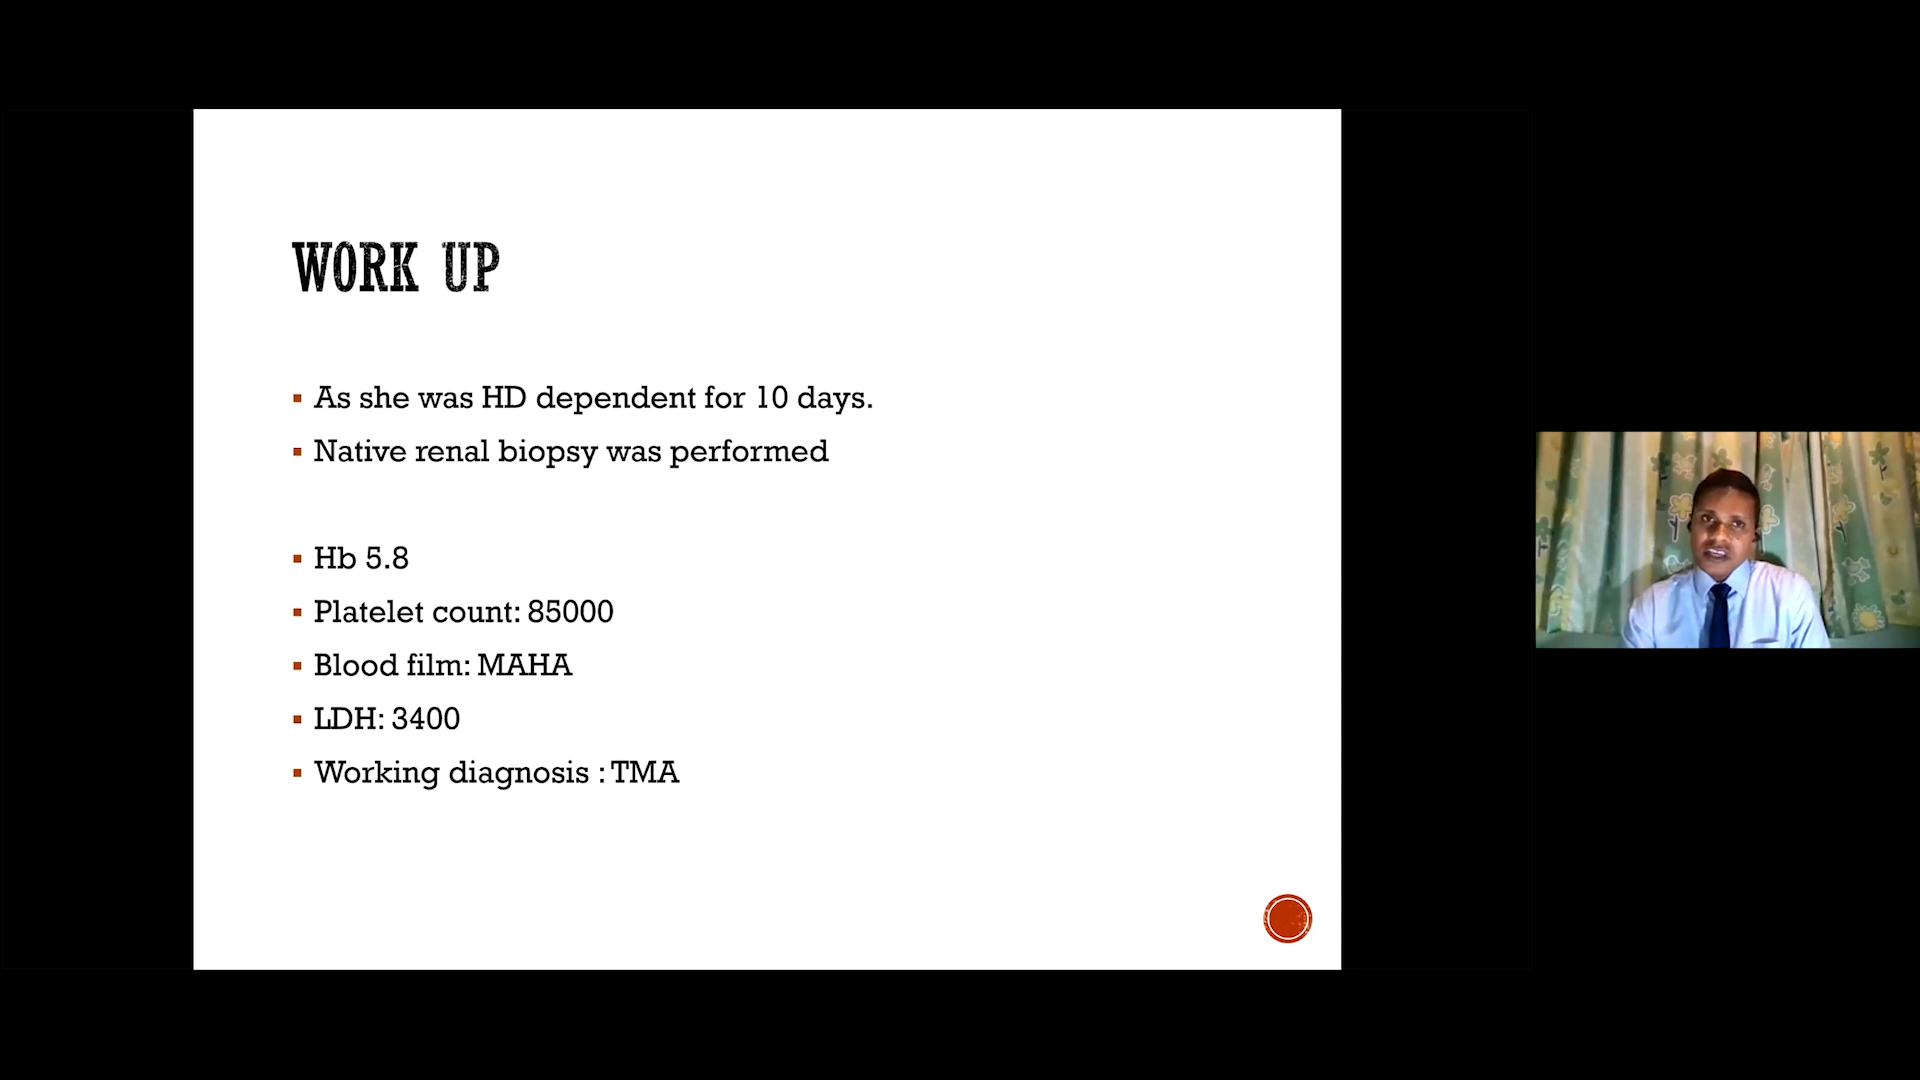 WORK UP
As she was HD dependent for 10 days.
Native renal biopsy was performed
Hb 5.8
Platelet count: 85000
Blood film: MAHA
LDH: 3400
Working diagnosis : TMA